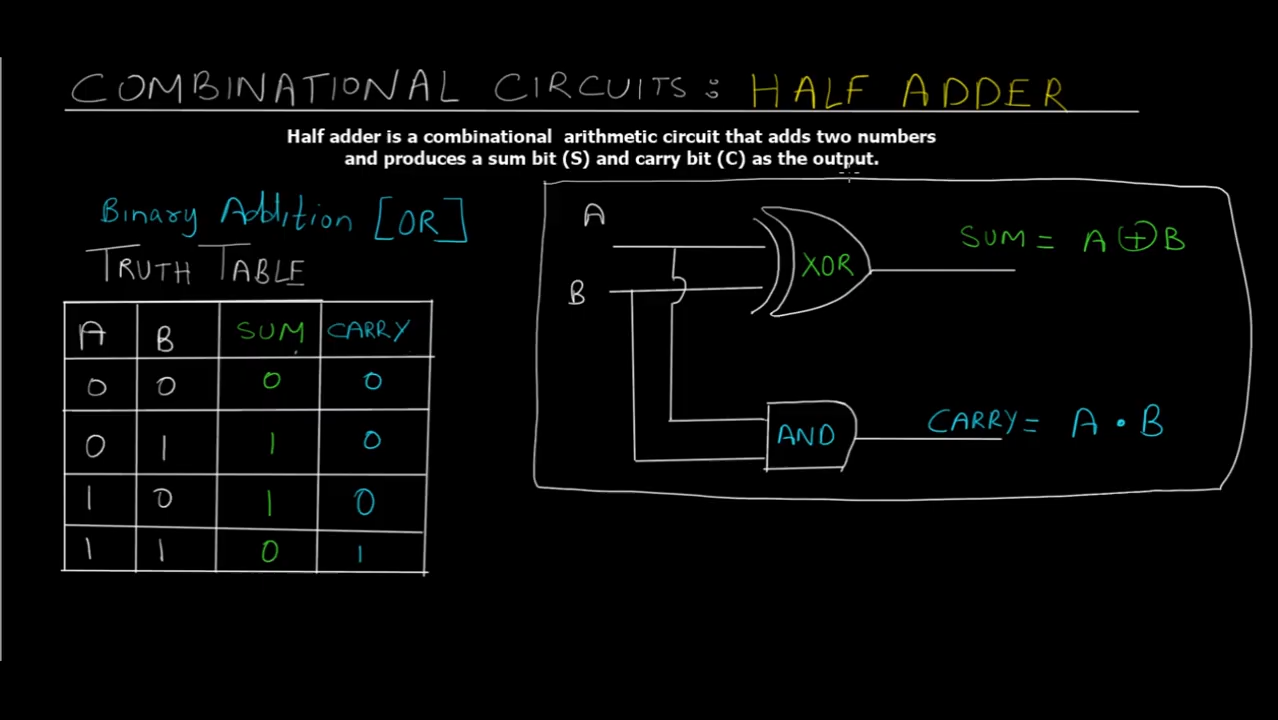 COMBINATIONAL CIRCUITS: HALF ADDER
Half adder is a combinational arithmetic circuit that adds two numbers
and produces a sum bit (S) and carry bit (C) as the output.
Binary Addition [OR]
TRUTH TABLE
A B SUM CARRY
0 0 0 0
0 1 1 0
1 0 1 0
1 1 0 1
A
B
XOR
SUM = A ⊕ B
AND
CARRY = A • B